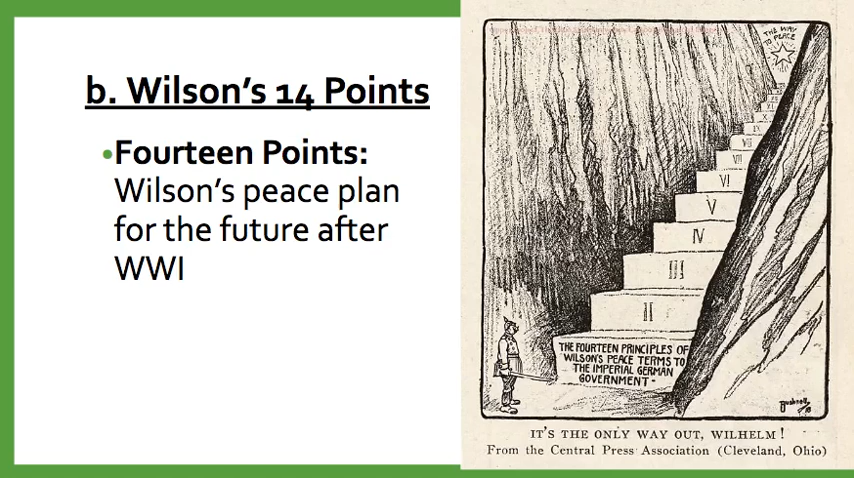 b. Wilson's 14 Points
•Fourteen Points:
Wilson's peace plan
for the future after
WWI
THE WAY
TO PEACE
X
IX
VIII
VII
VI
V
IV
III
II
THE FOURTEEN PRINCIPLES OF
WILSON'S PEACE TERMS TO
THE IMPERIAL GERMAN
GOVERNMENT-
Bushnell
18
IT'S THE ONLY WAY OUT, WILHELM!
From the Central Press Association (Cleveland, Ohio)